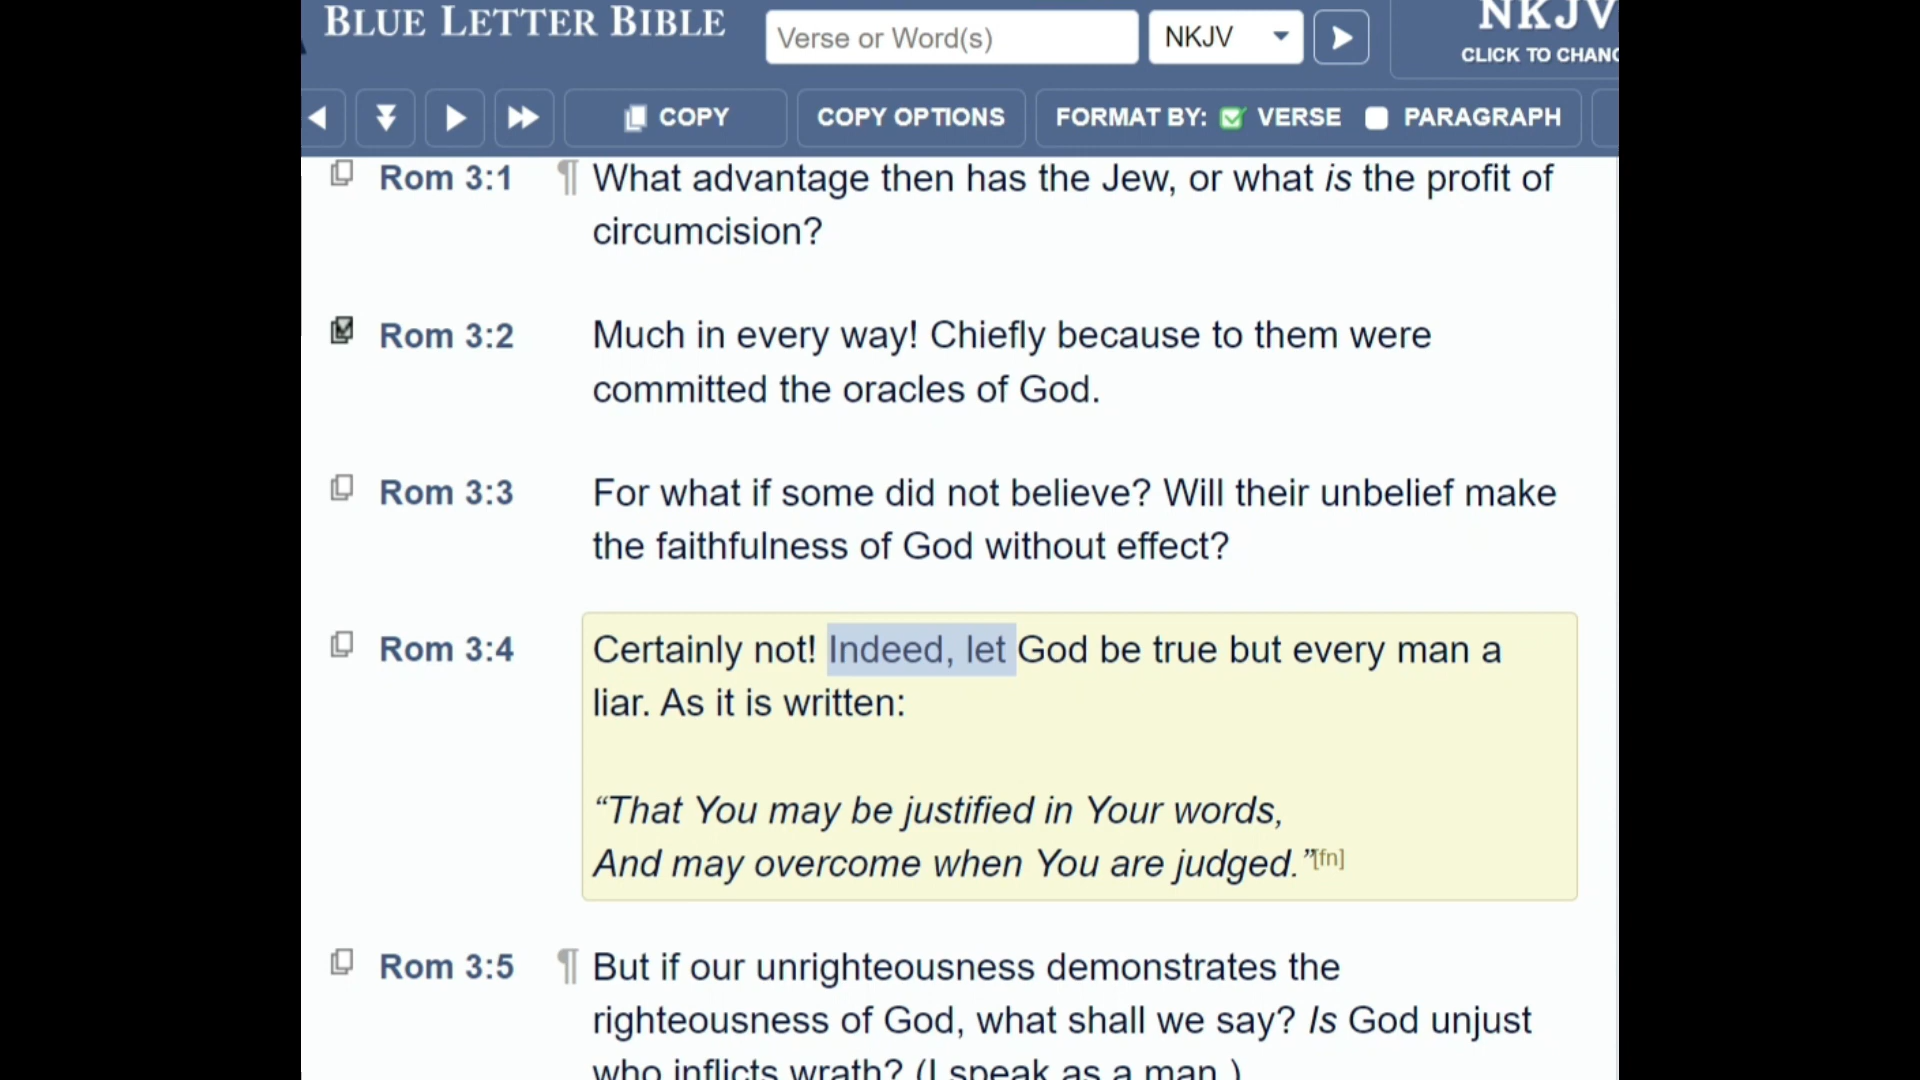 BLUE LETTER BIBLE
Verse or Word(s)
NKJV
NKJV
CLICK TO CHANG
COPY
COPY OPTIONS
FORMAT BY: VERSE PARAGRAPH
Rom 3:1 ¶ What advantage then has the Jew, or what is the profit of
circumcision?
Rom 3:2 Much in every way! Chiefly because to them were
committed the oracles of God.
Rom 3:3 For what if some did not believe? Will their unbelief make
the faithfulness of God without effect?
Rom 3:4 Certainly not! Indeed, let God be true but every man a
liar. As it is written:
“That You may be justified in Your words,
And may overcome when You are judged.”[fn]
Rom 3:5 ¶ But if our unrighteousness demonstrates the
righteousness of God, what shall we say? Is God unjust
who inflicts wrath? (I speak as a man.)